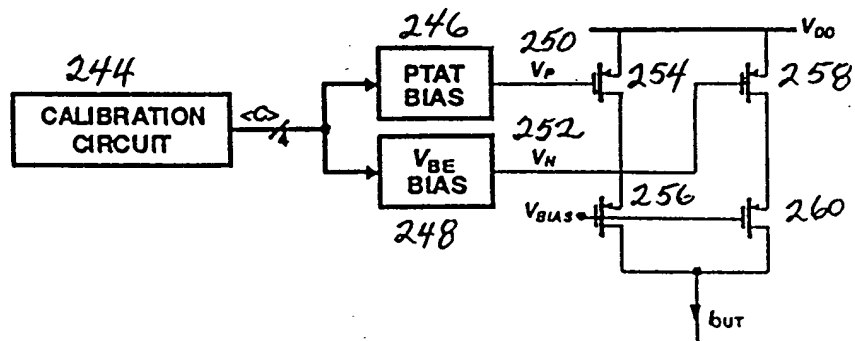 246
250
V_DD
244
PTAT
BIAS
V_P
254
258
CALIBRATION
CIRCUIT
<C>
4
252
V_BE
BIAS
V_N
256
V_BIAS
260
248
I_OUT